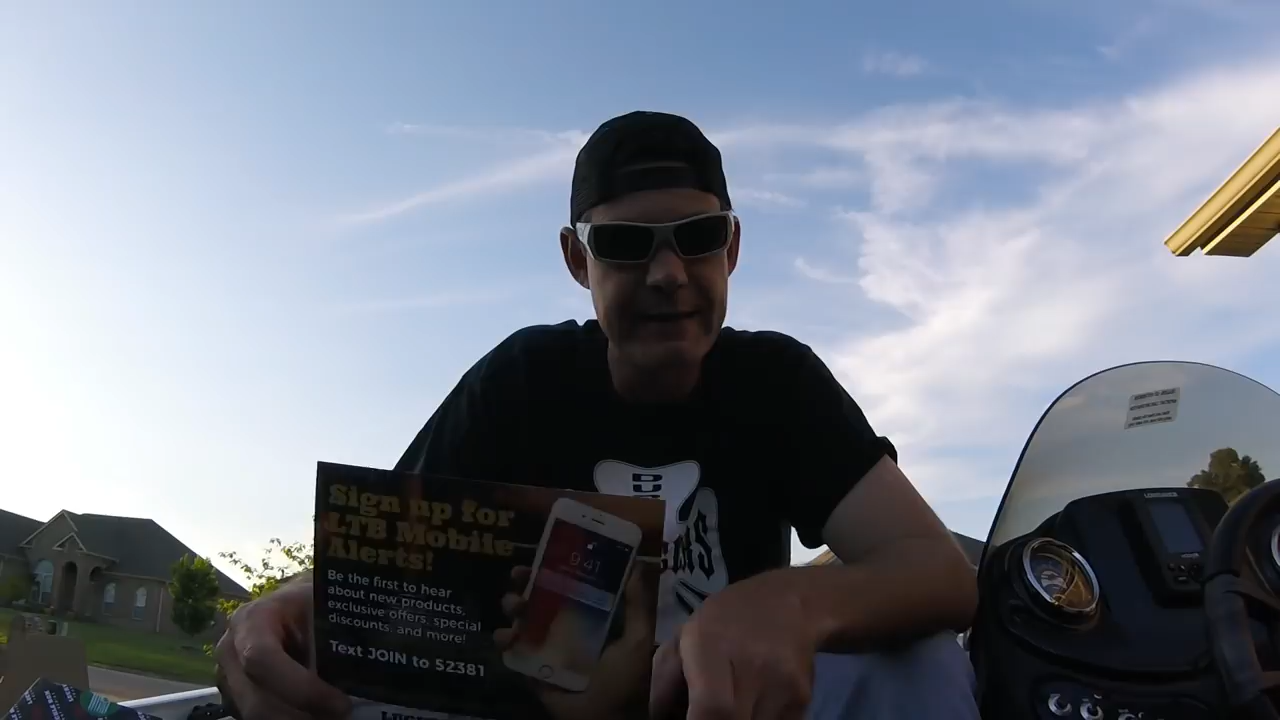 Sign up for
LTB Mobile
Alerts!
Be the first to hear
about new products,
exclusive offers, special
discounts, and more!
Text JOIN to 52381
9:41
LOWRANCE